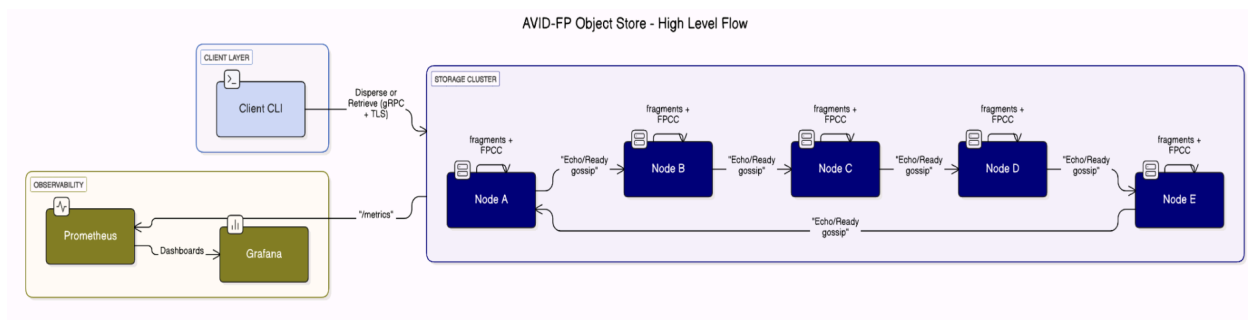 AVID-FP Object Store - High Level Flow
CLIENT LAYER
Client CLI
Disperse or
Retrieve (gRPC
+ TLS)
STORAGE CLUSTER
fragments +
FPCC
Node A
"Echo/Ready
gossip"
fragments +
FPCC
Node B
"Echo/Ready
gossip"
fragments +
FPCC
Node C
"Echo/Ready
gossip"
fragments +
FPCC
Node D
"Echo/Ready
gossip"
fragments +
FPCC
Node E
"Echo/Ready
gossip"
OBSERVABILITY
Prometheus
"/metrics"
Dashboards
Grafana